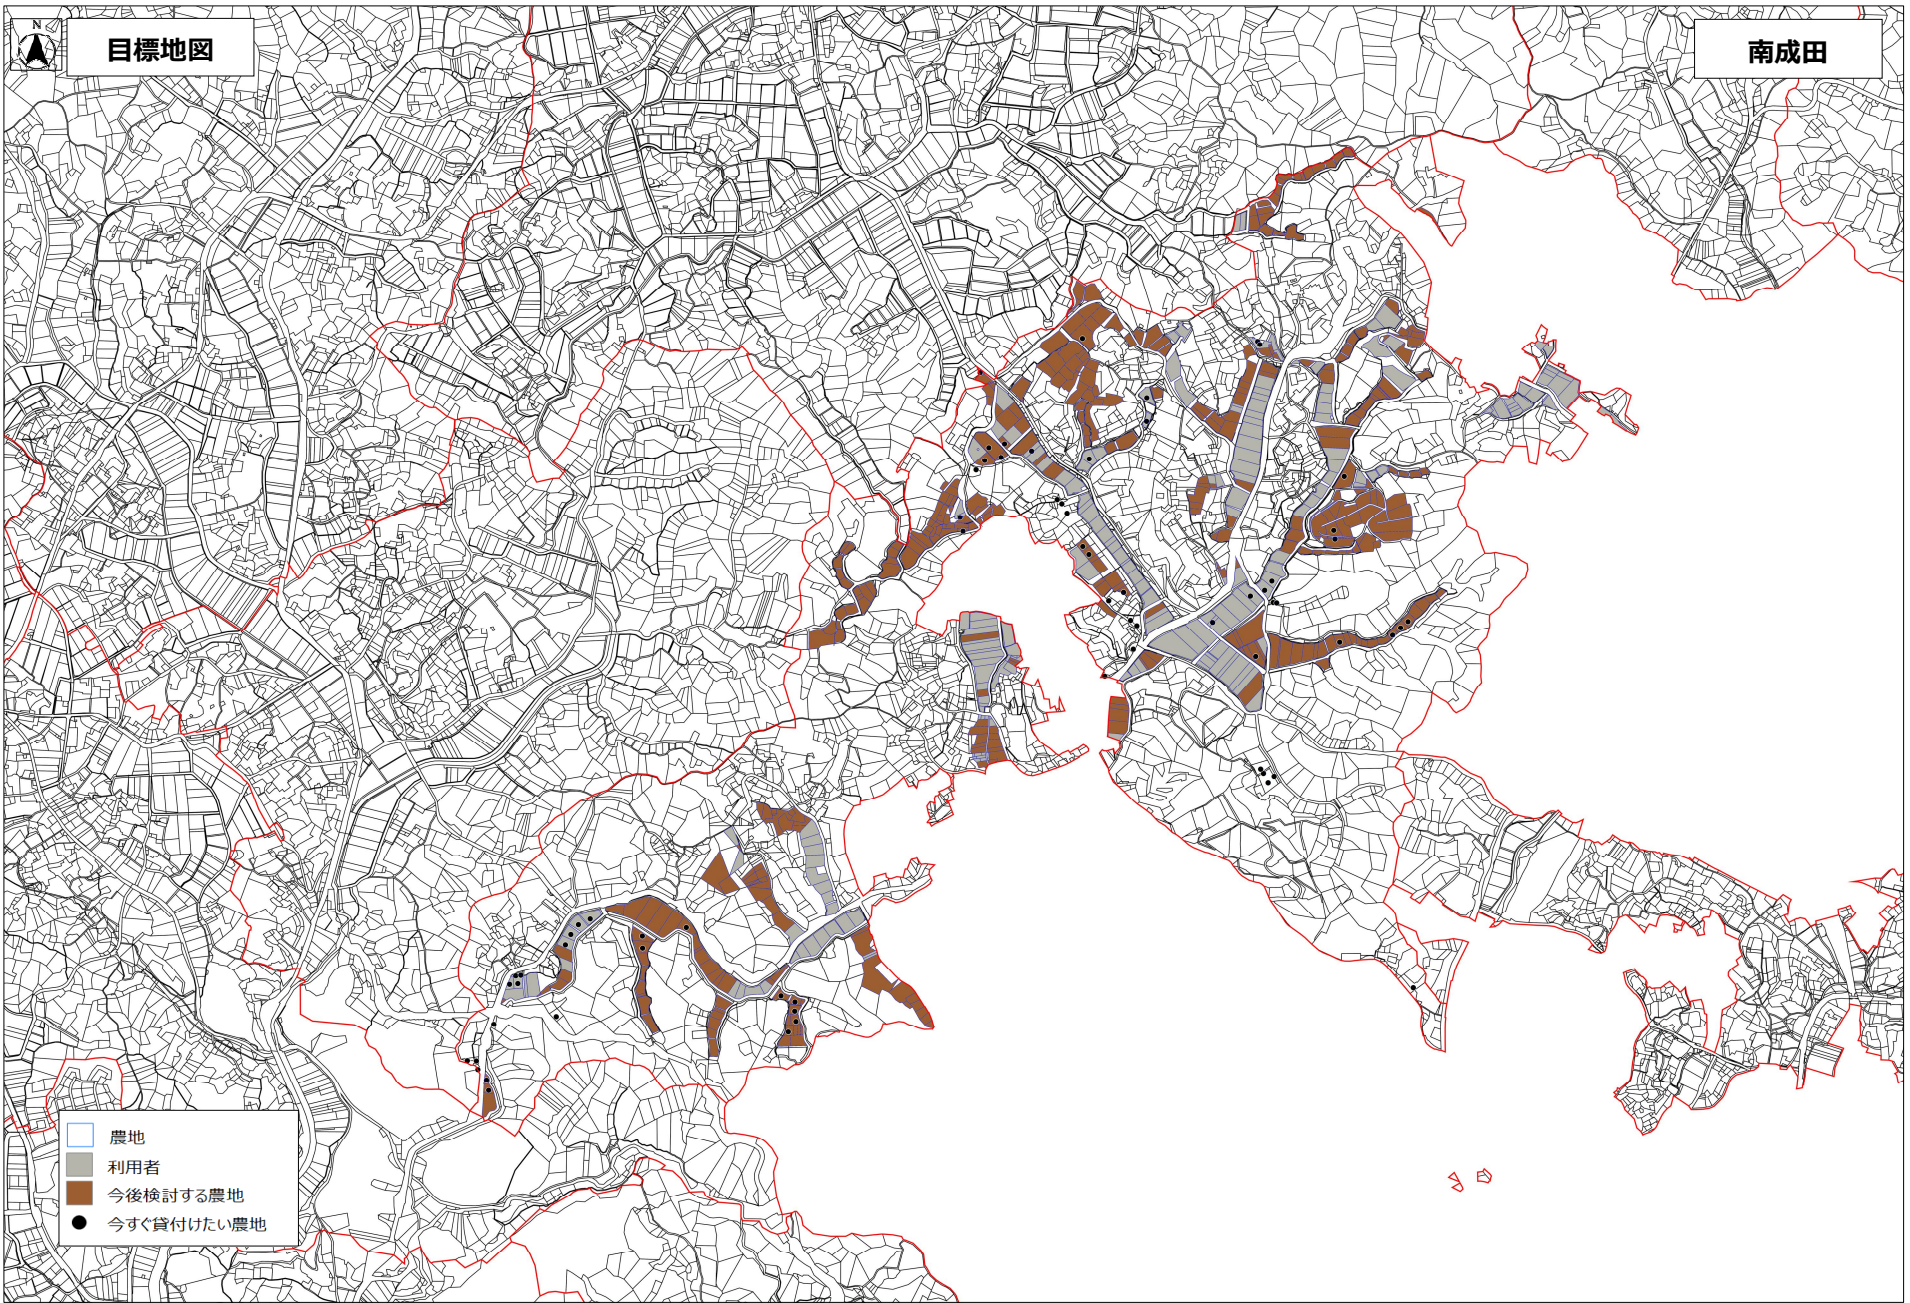 N
目標地図
南成田
農地
利用者
今後検討する農地
今すぐ貸付けたい農地